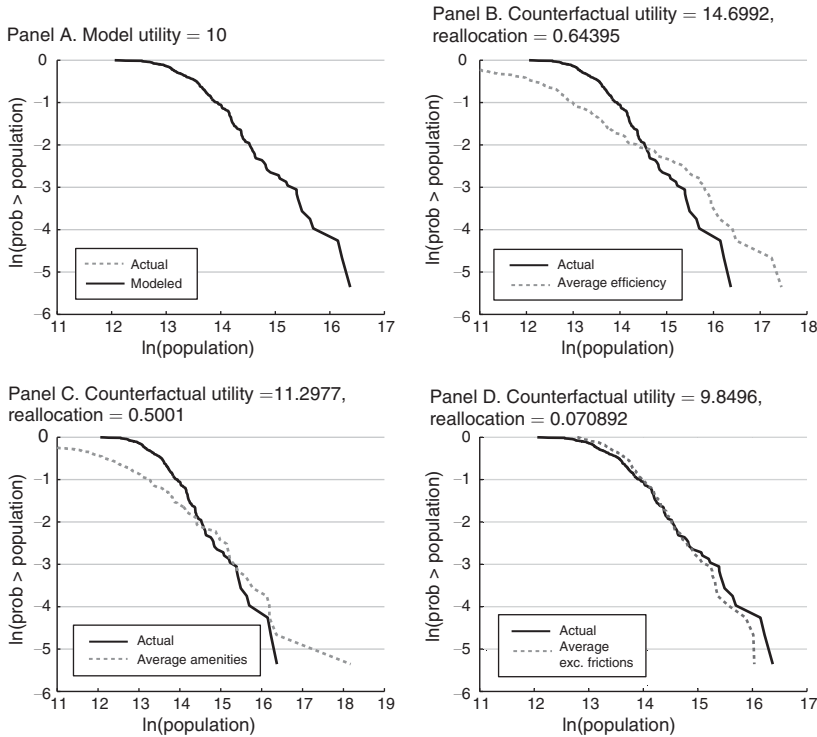 Panel A. Model utility = 10
0
−1
−2
−3
−4
−5
−6
ln(prob > population)
Actual
Modeled
11 12 13 14 15 16 17
ln(population)
Panel B. Counterfactual utility = 14.6992,
reallocation = 0.64395
0
−1
−2
−3
−4
−5
−6
ln(prob > population)
Actual
Average efficiency
11 12 13 14 15 16 17 18
ln(population)
Panel C. Counterfactual utility =11.2977,
reallocation = 0.5001
0
−1
−2
−3
−4
−5
−6
ln(prob > population)
Actual
Average amenities
11 12 13 14 15 16 17 18 19
ln(population)
Panel D. Counterfactual utility = 9.8496,
reallocation = 0.070892
0
−1
−2
−3
−4
−5
−6
ln(prob > population)
Actual
Average
exc. frictions
11 12 13 14 15 16 17
ln(population)